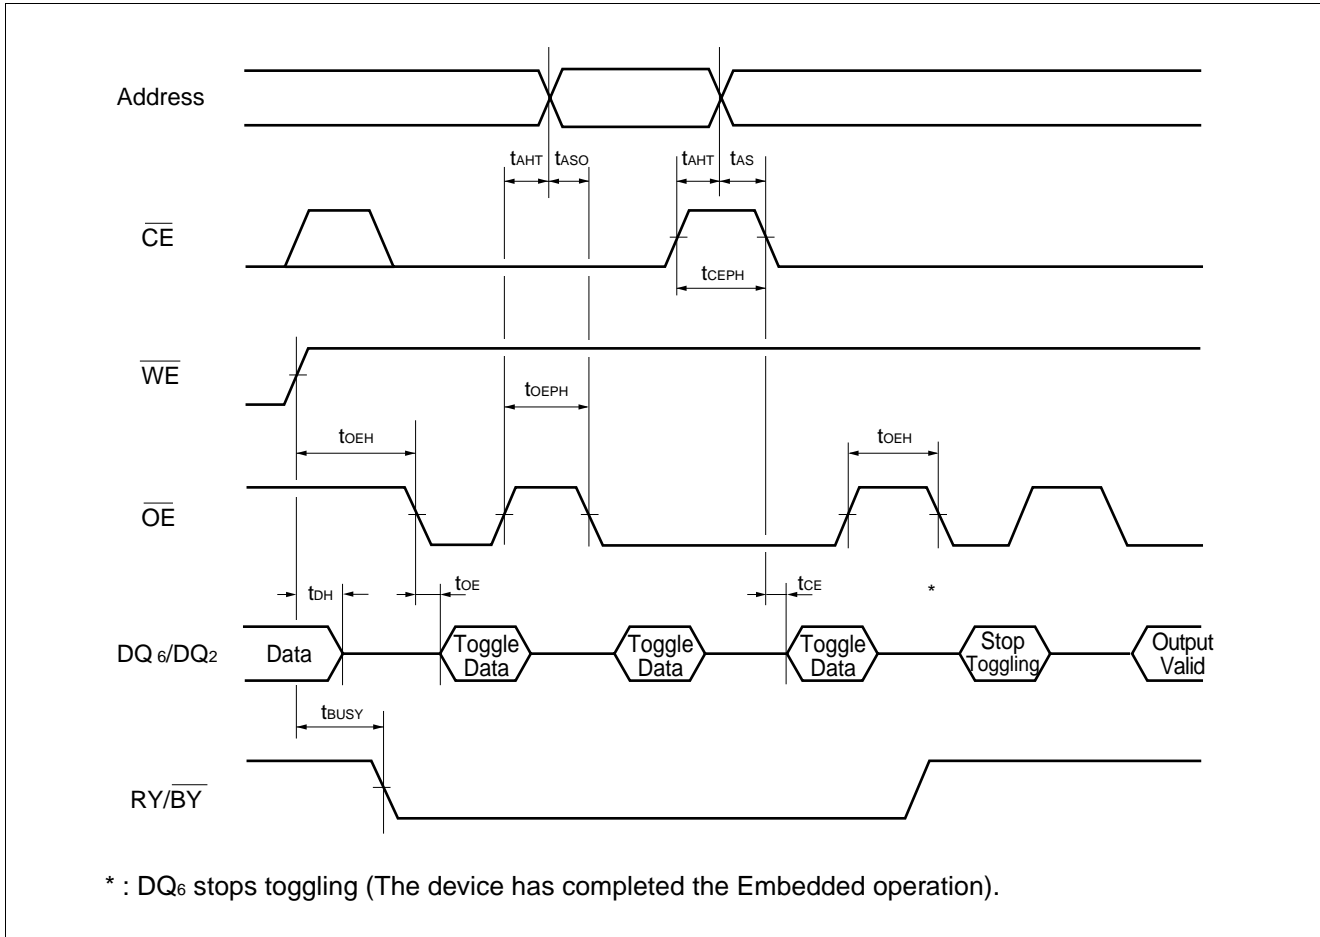 Address
tAHT tASO tAHT tAS
CE
tCEPH
WE
tOEPH
tOEH tOEH
OE
tDH tOE tCE *
DQ 6/DQ2 Data Toggle Data Toggle Data Toggle Data Stop Toggling Output Valid
tBUSY
RY/BY
* : DQ6 stops toggling (The device has completed the Embedded operation).